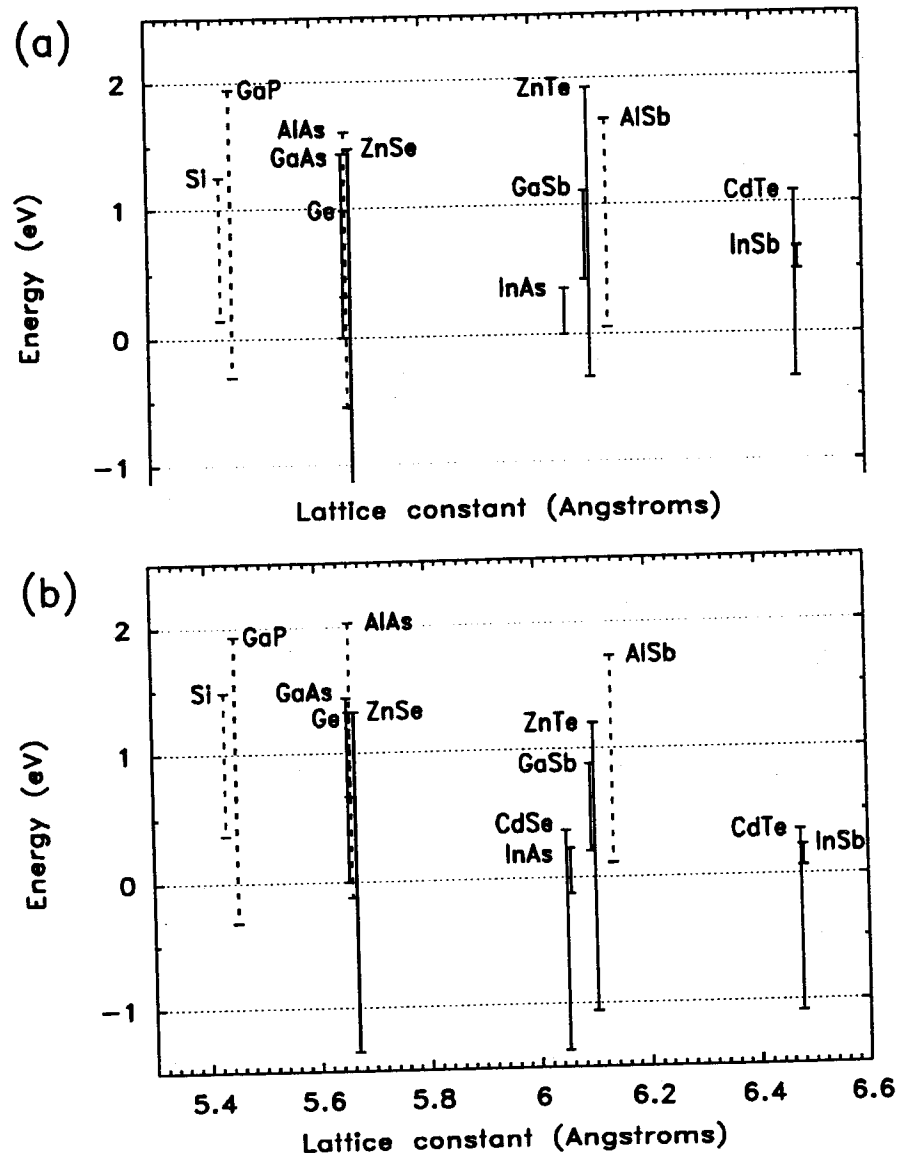 (a)
GaP
ZnTe
2
AlAs
AlSb
GaAs
ZnSe
Si
GaSb
CdTe
Ge
1
InSb
InAs
0
−1
Energy (eV)
Lattice constant (Angstroms)
(b)
AlAs
GaP
2
AlSb
Si
GaAs
ZnSe
Ge
ZnTe
GaSb
1
CdSe
CdTe
InSb
InAs
0
−1
Energy (eV)
5.4 5.6 5.8 6 6.2 6.4 6.6
Lattice constant (Angstroms)